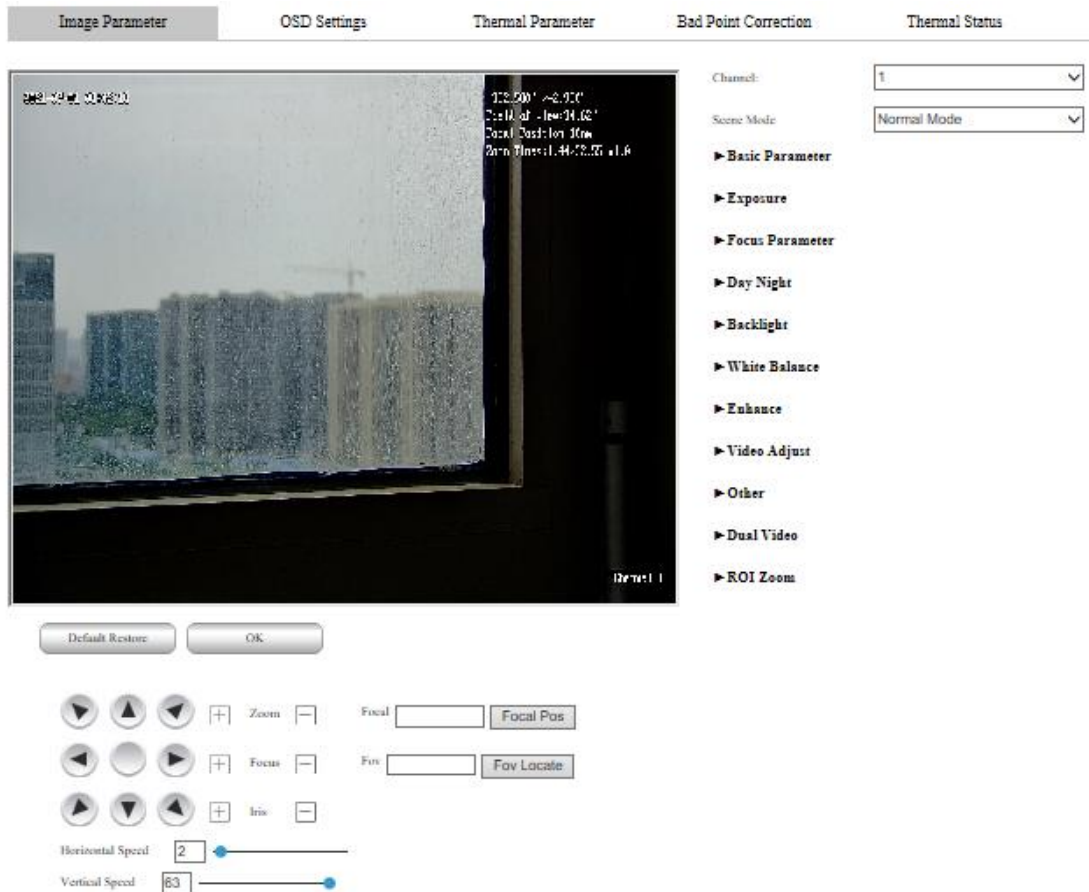 Image Parameter OSD Settings Thermal Parameter Bad Point Correction Thermal Status
Channel: 1
Scene Mode Normal Mode
►Basic Parameter
►Exposure
►Focus Parameter
►Day Night
►Backlight
►White Balance
►Enhance
►Video Adjust
►Other
►Dual Video
►ROI Zoom
Default Restore OK
+ Zoom − Focal Focal Pos
+ Focus − Fov Fov Locate
+ Iris −
Horizontal Speed 2
Vertical Speed 63